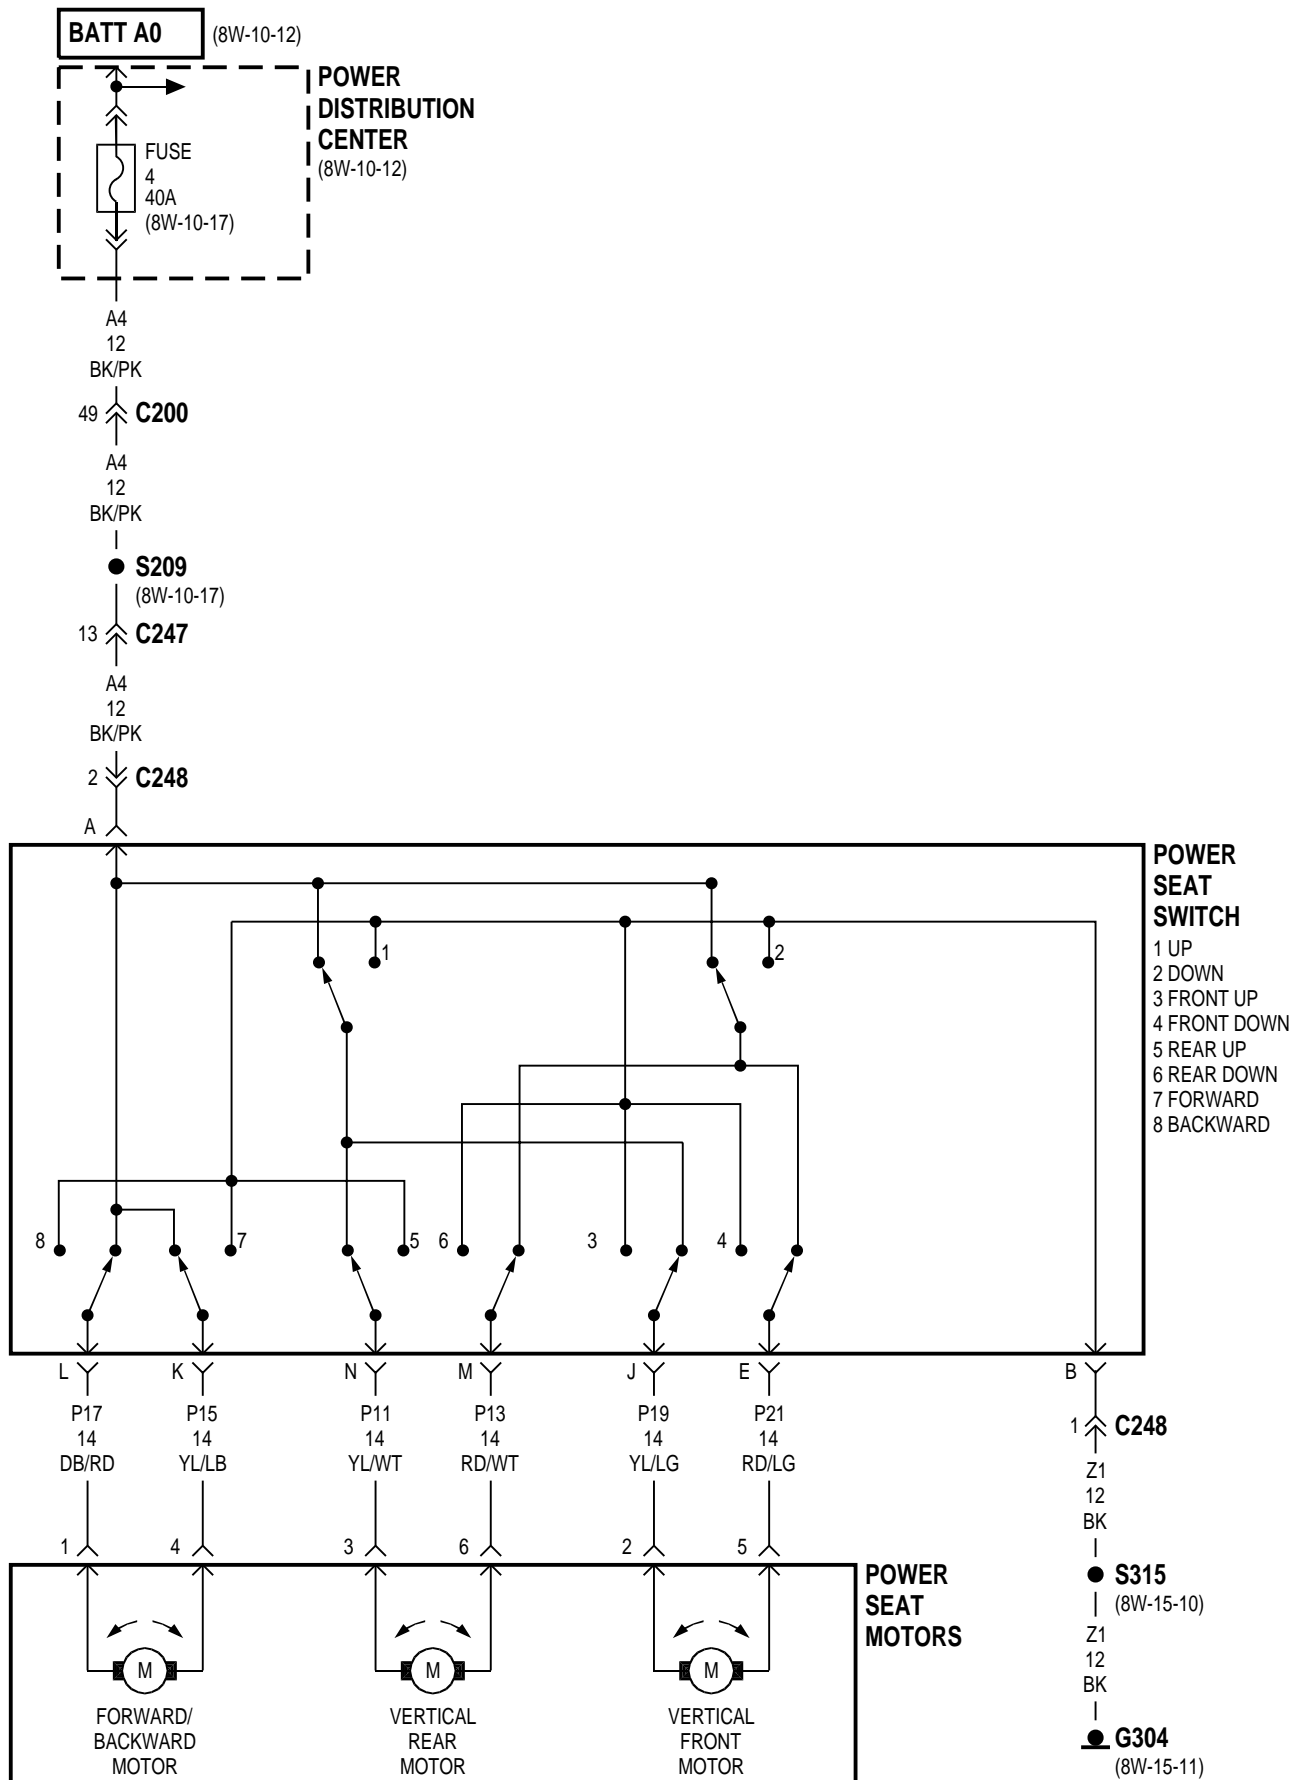 BATT A0 (8W-10-12)
POWER
DISTRIBUTION
CENTER
(8W-10-12)
FUSE
4
40A
(8W-10-17)
A4
12
BK/PK
49 C200
A4
12
BK/PK
S209
(8W-10-17)
13 C247
A4
12
BK/PK
2 C248
A
POWER
SEAT
SWITCH
1 UP
2 DOWN
3 FRONT UP
4 FRONT DOWN
5 REAR UP
6 REAR DOWN
7 FORWARD
8 BACKWARD
1 2
8 7 5 6 3 4
L K N M J E B
P17 P15 P11 P13 P19 P21
14 14 14 14 14 14
DB/RD YL/LB YL/WT RD/WT YL/LG RD/LG
1 C248
Z1
12
BK
1 4 3 6 2 5
POWER
SEAT
MOTORS
S315
(8W-15-10)
Z1
12
BK
M M M
FORWARD/
BACKWARD
MOTOR
VERTICAL
REAR
MOTOR
VERTICAL
FRONT
MOTOR
G304
(8W-15-11)